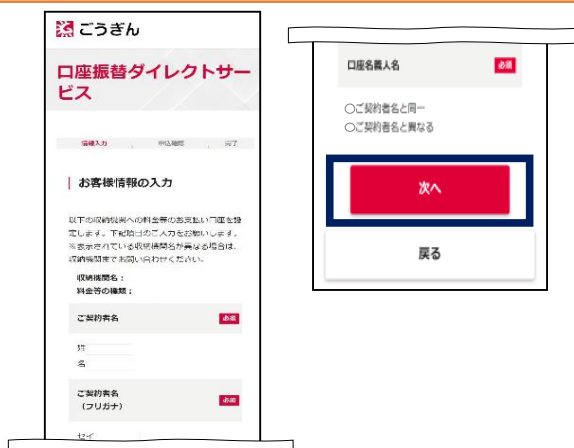 ごうぎん
口座振替ダイレクトサー
ビス
情報入力
申込確認
完了
お客様情報の入力
以下の収納機関への料金等のお支払い口座を設
定します。下記項目のご入力をお願いします。
※表示されている収納機関名が異なる場合は、
収納機関までお問い合わせください。
収納機関名：
料金等の種類：
ご契約者名
必須
姓
名
ご契約者名
（フリガナ）
必須
セイ
口座名義人名
必須
○ご契約者名と同一
○ご契約者名と異なる
次へ
戻る